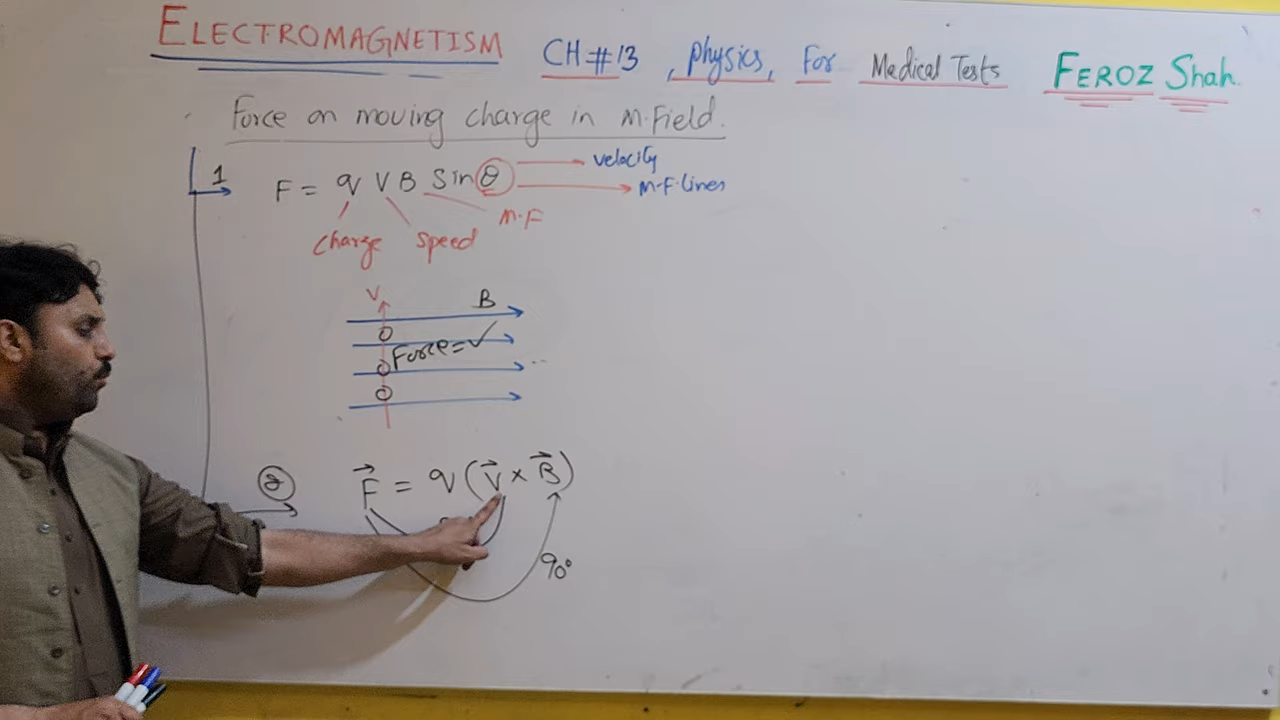 ELECTROMAGNETISM CH#13, Physics, For Medical Tests FEROZ Shah.
Force on moving charge in M.Field.
1 F = q V B Sin θ velocity
M.F. Lines
charge speed M.F
V B
Force = ✓
2 F = q (V × B)
90°